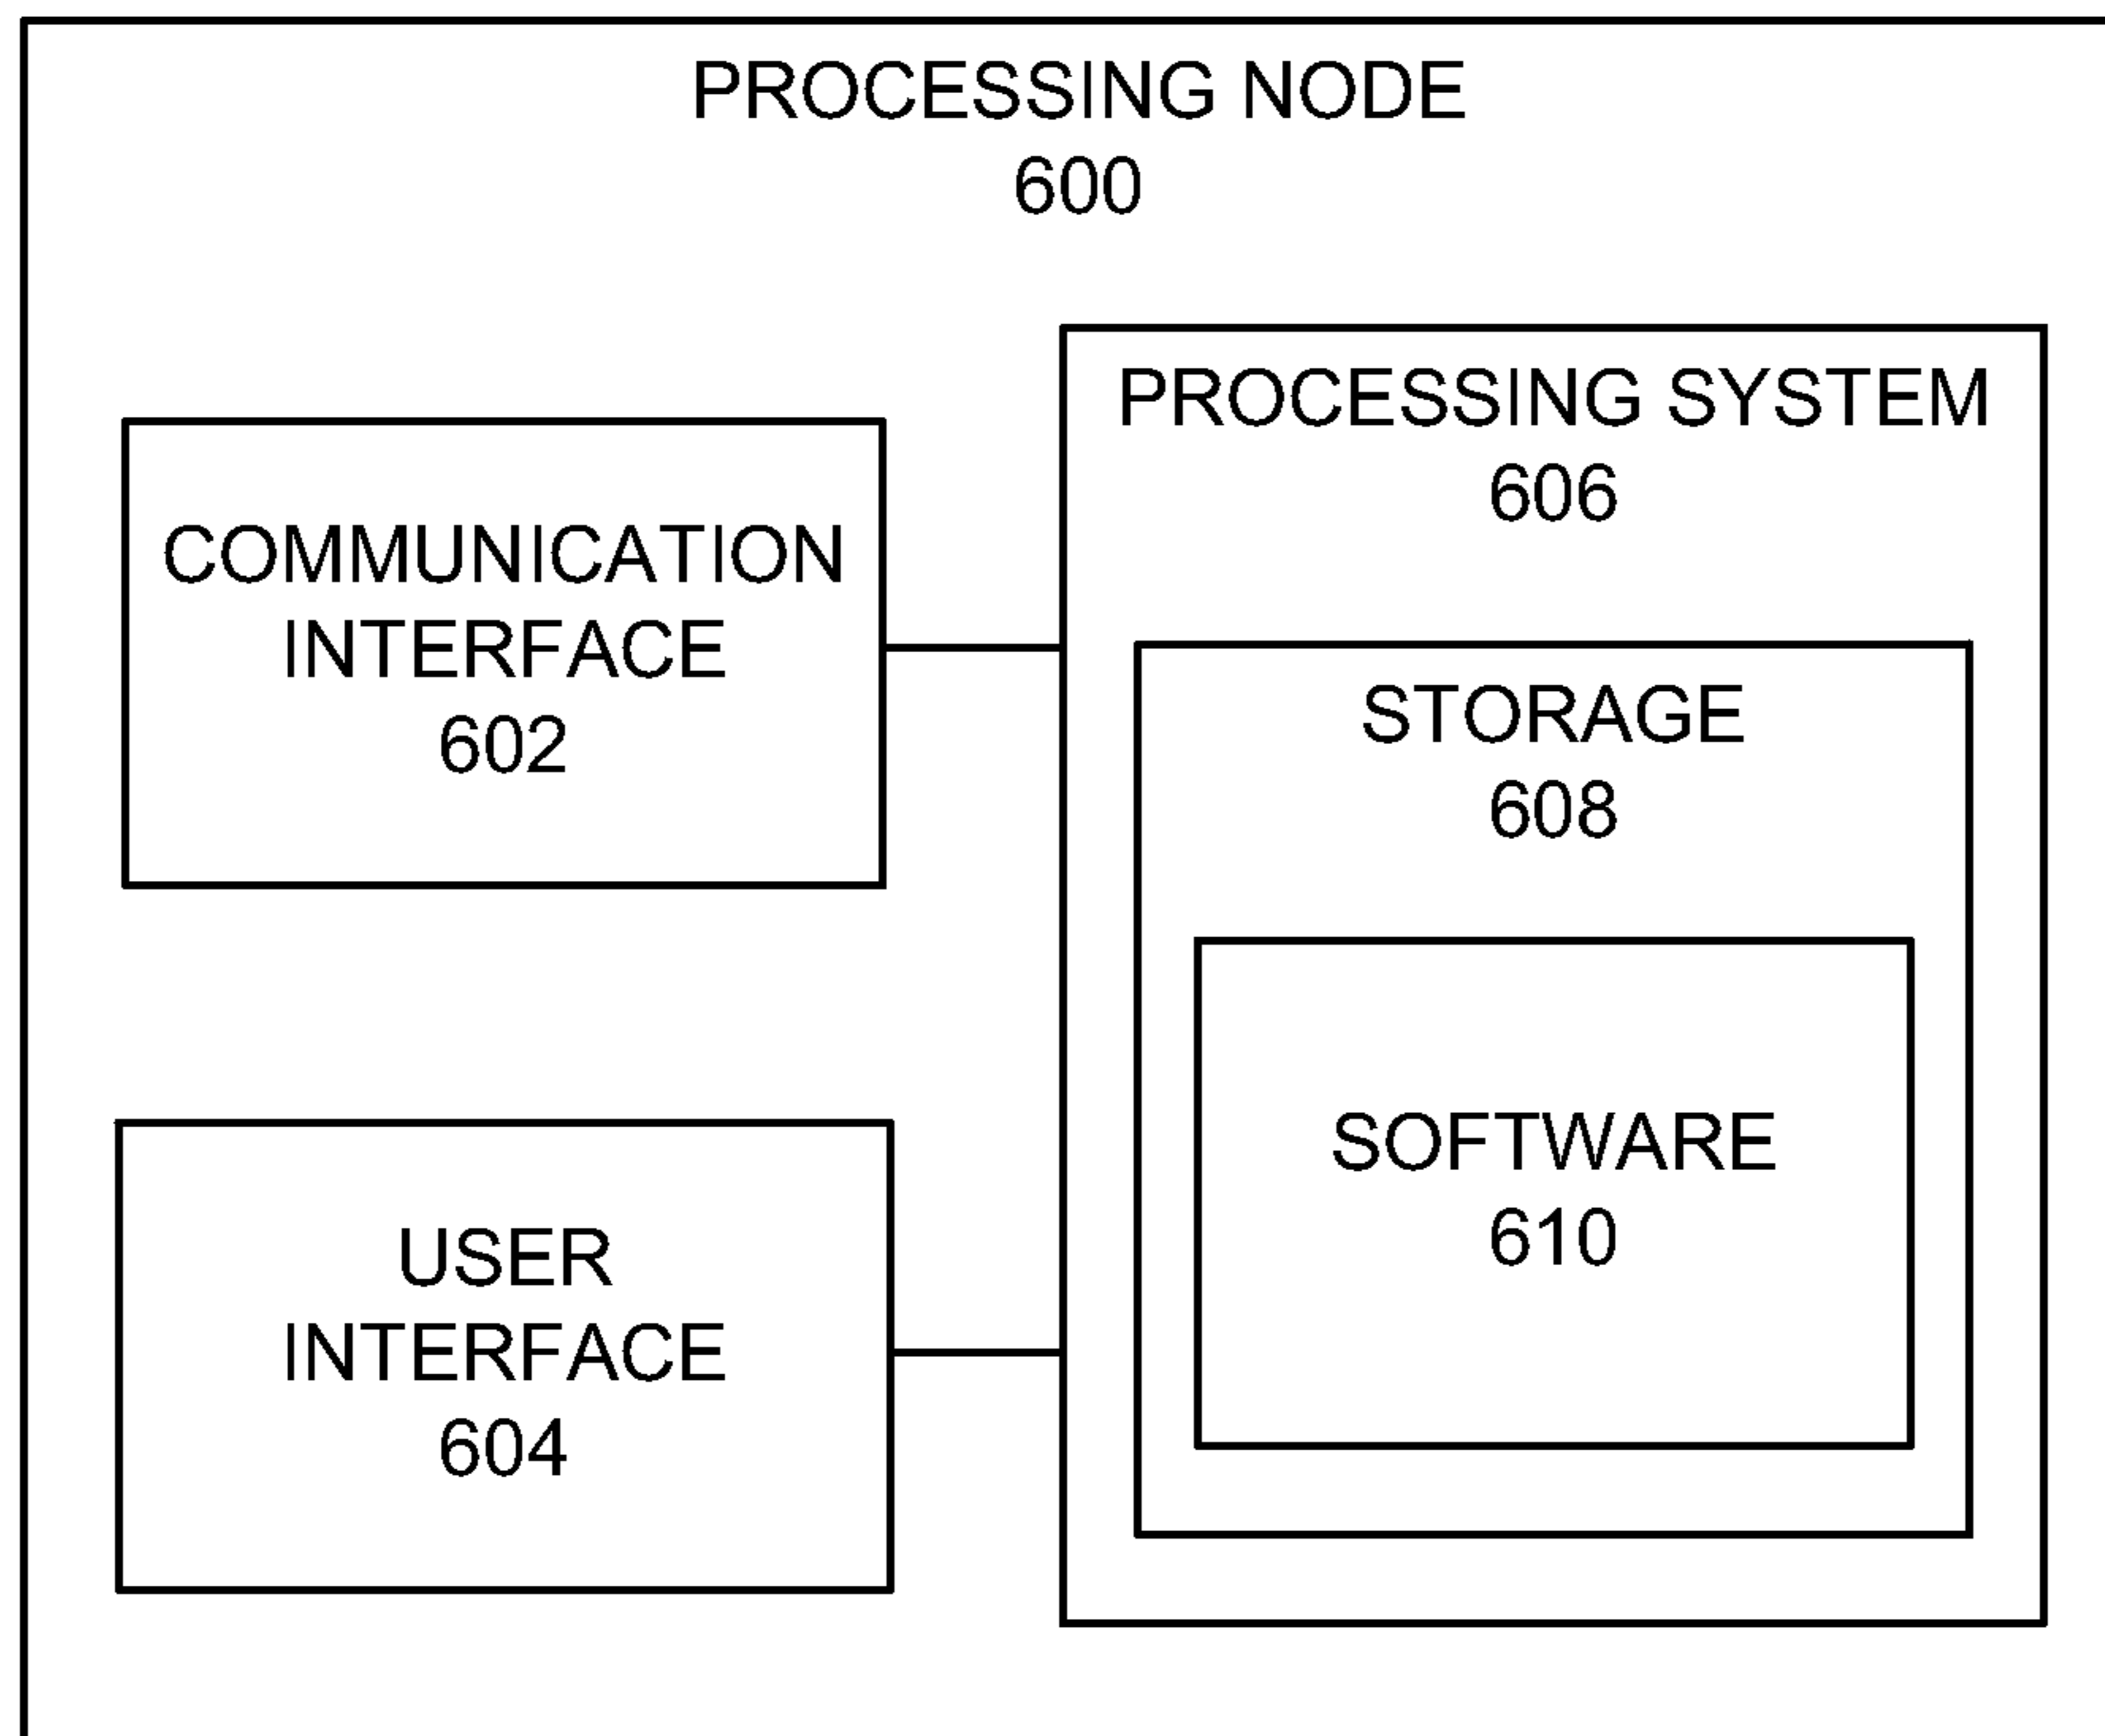 PROCESSING NODE
600
PROCESSING SYSTEM
606
COMMUNICATION
INTERFACE
602
STORAGE
608
SOFTWARE
610
USER
INTERFACE
604